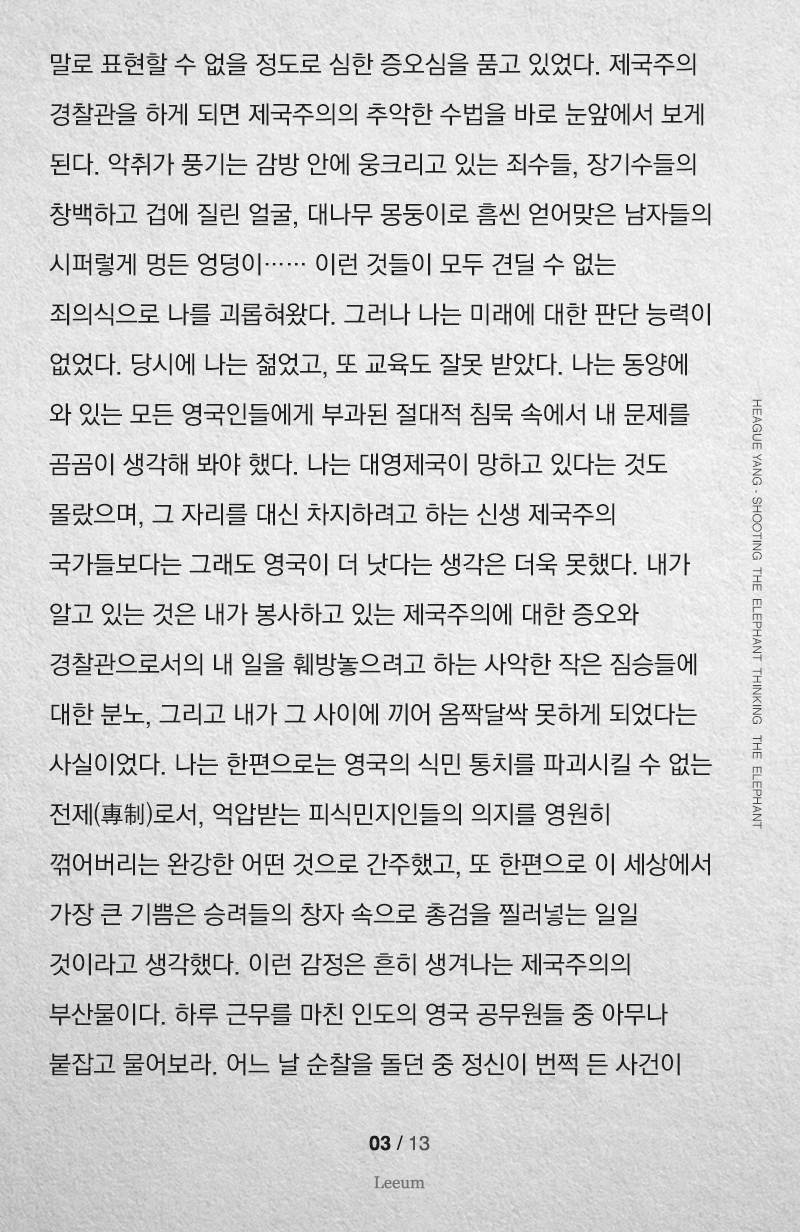 말로 표현할 수 없을 정도로 심한 증오심을 품고 있었다. 제국주의
경찰관을 하게 되면 제국주의의 추악한 수법을 바로 눈앞에서 보게
된다. 악취가 풍기는 감방 안에 웅크리고 있는 죄수들, 장기수들의
창백하고 겁에 질린 얼굴, 대나무 몽둥이로 흠씬 얻어맞은 남자들의
시퍼렇게 멍든 엉덩이…… 이런 것들이 모두 견딜 수 없는
죄의식으로 나를 괴롭혀왔다. 그러나 나는 미래에 대한 판단 능력이
없었다. 당시에 나는 젊었고, 또 교육도 잘못 받았다. 나는 동양에
와 있는 모든 영국인들에게 부과된 절대적 침묵 속에서 내 문제를
곰곰이 생각해 봐야 했다. 나는 대영제국이 망하고 있다는 것도
몰랐으며, 그 자리를 대신 차지하려고 하는 신생 제국주의
국가들보다는 그래도 영국이 더 낫다는 생각은 더욱 못했다. 내가
알고 있는 것은 내가 봉사하고 있는 제국주의에 대한 증오와
경찰관으로서의 내 일을 훼방놓으려고 하는 사악한 작은 짐승들에
대한 분노, 그리고 내가 그 사이에 끼어 옴짝달싹 못하게 되었다는
사실이었다. 나는 한편으로는 영국의 식민 통치를 파괴시킬 수 없는
전제(專制)로서, 억압받는 피식민지인들의 의지를 영원히
꺾어버리는 완강한 어떤 것으로 간주했고, 또 한편으로 이 세상에서
가장 큰 기쁨은 승려들의 창자 속으로 총검을 찔러넣는 일일
것이라고 생각했다. 이런 감정은 흔히 생겨나는 제국주의의
부산물이다. 하루 근무를 마친 인도의 영국 공무원들 중 아무나
붙잡고 물어보라. 어느 날 순찰을 돌던 중 정신이 번쩍 든 사건이
HEAGUE YANG · SHOOTING THE ELEPHANT THINKING THE ELEPHANT
03 / 13
Leeum